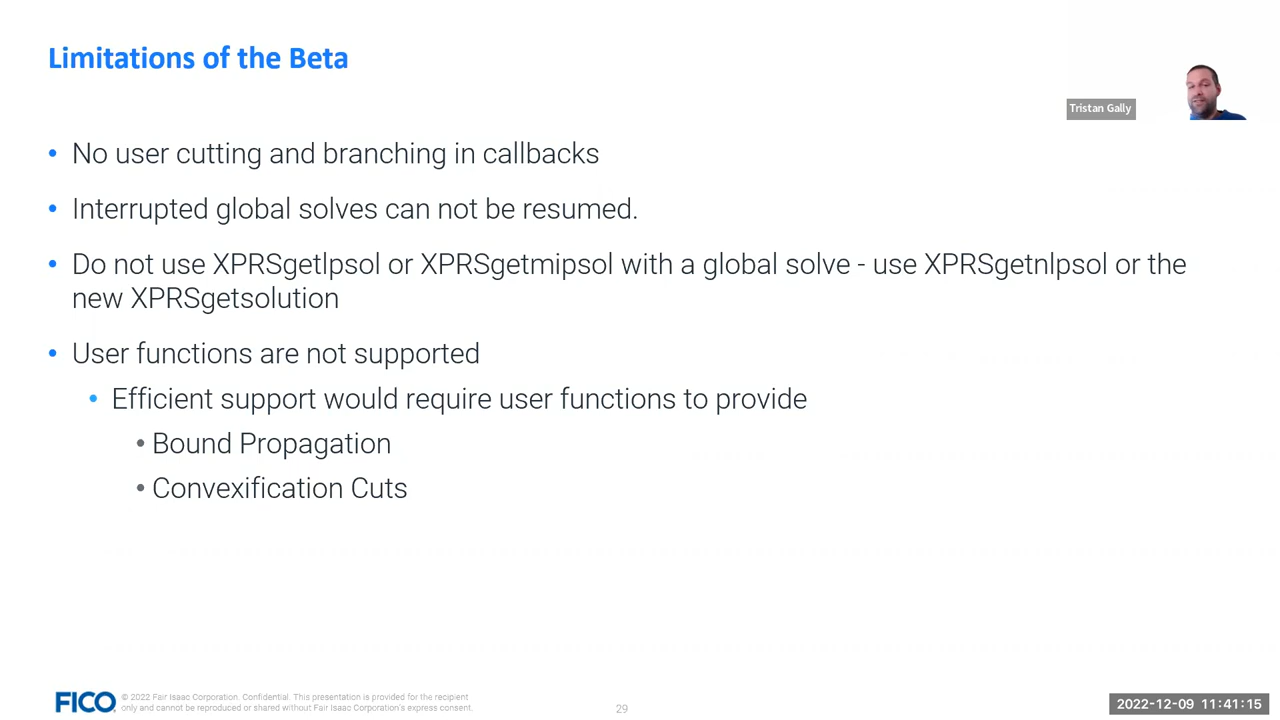 Limitations of the Beta
Tristan Gally
• No user cutting and branching in callbacks
• Interrupted global solves can not be resumed.
• Do not use XPRSgetlpsol or XPRSgetmipsol with a global solve - use XPRSgetnlpsol or the
new XPRSgetsolution
• User functions are not supported
• Efficient support would require user functions to provide
• Bound Propagation
• Convexification Cuts
FICO
© 2022 Fair Isaac Corporation. Confidential. This presentation is provided for the recipient
only and cannot be reproduced or shared without Fair Isaac Corporation's express consent.
29
2022-12-09 11:41:15